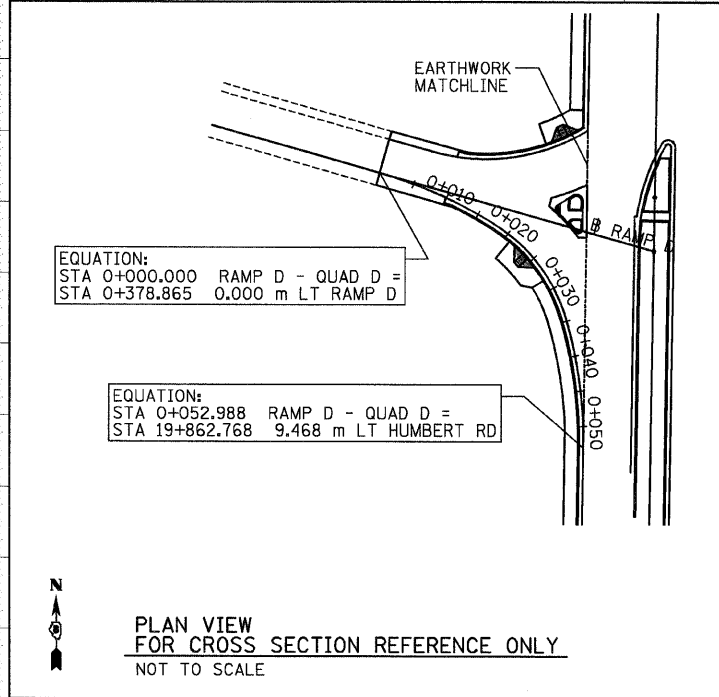 EARTHWORK
MATCHLINE
0+010
0+020
0+030
0+040
0+050
RAMP D
EQUATION:
STA 0+000.000 RAMP D - QUAD D =
STA 0+378.865 0.000 m LT RAMP D
EQUATION:
STA 0+052.988 RAMP D - QUAD D =
STA 19+862.768 9.468 m LT HUMBERT RD
N
PLAN VIEW
FOR CROSS SECTION REFERENCE ONLY
NOT TO SCALE